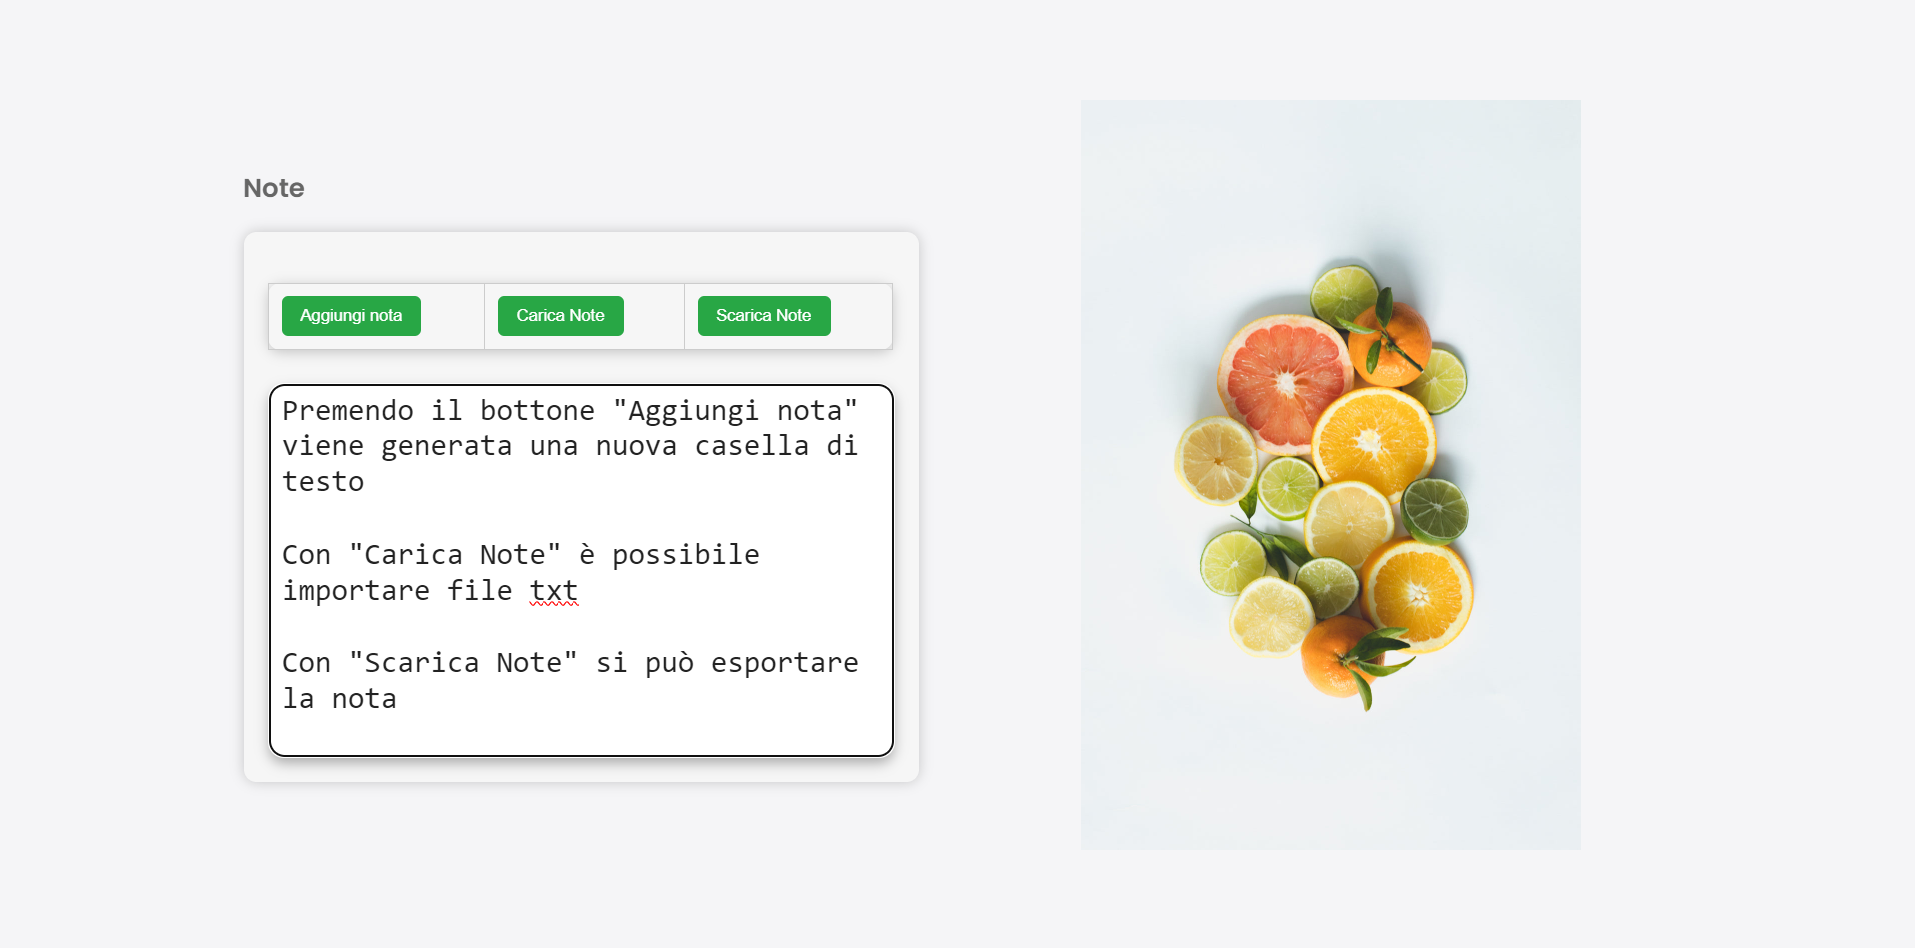 Note
Aggiungi nota
Carica Note
Scarica Note
Premendo il bottone "Aggiungi nota"
viene generata una nuova casella di
testo
Con "Carica Note" è possibile
importare file txt
Con "Scarica Note" si può esportare
la nota